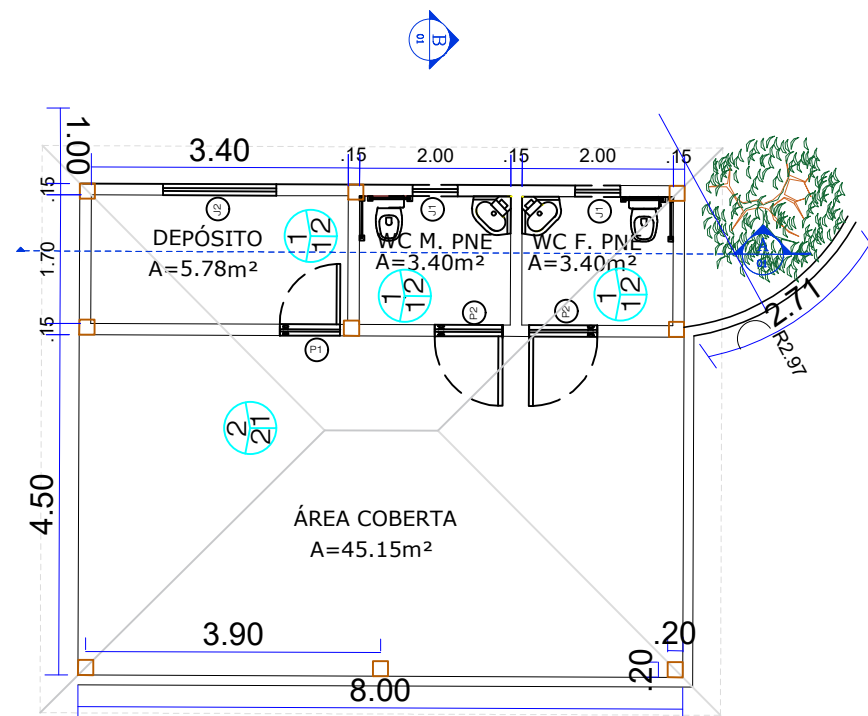 B
01
1.00
3.40
.15
2.00
.15
2.00
.15
.15
J2
J1
J1
DEPÓSITO
A=5.78m²
1
12
WC M. PNE
A=3.40m²
WC F. PNE
A=3.40m²
A
1.70
1
12
1
12
2.71
R2.97
.15
P1
P2
P2
2
21
4.50
ÁREA COBERTA
A=45.15m²
3.90
.20
.20
8.00